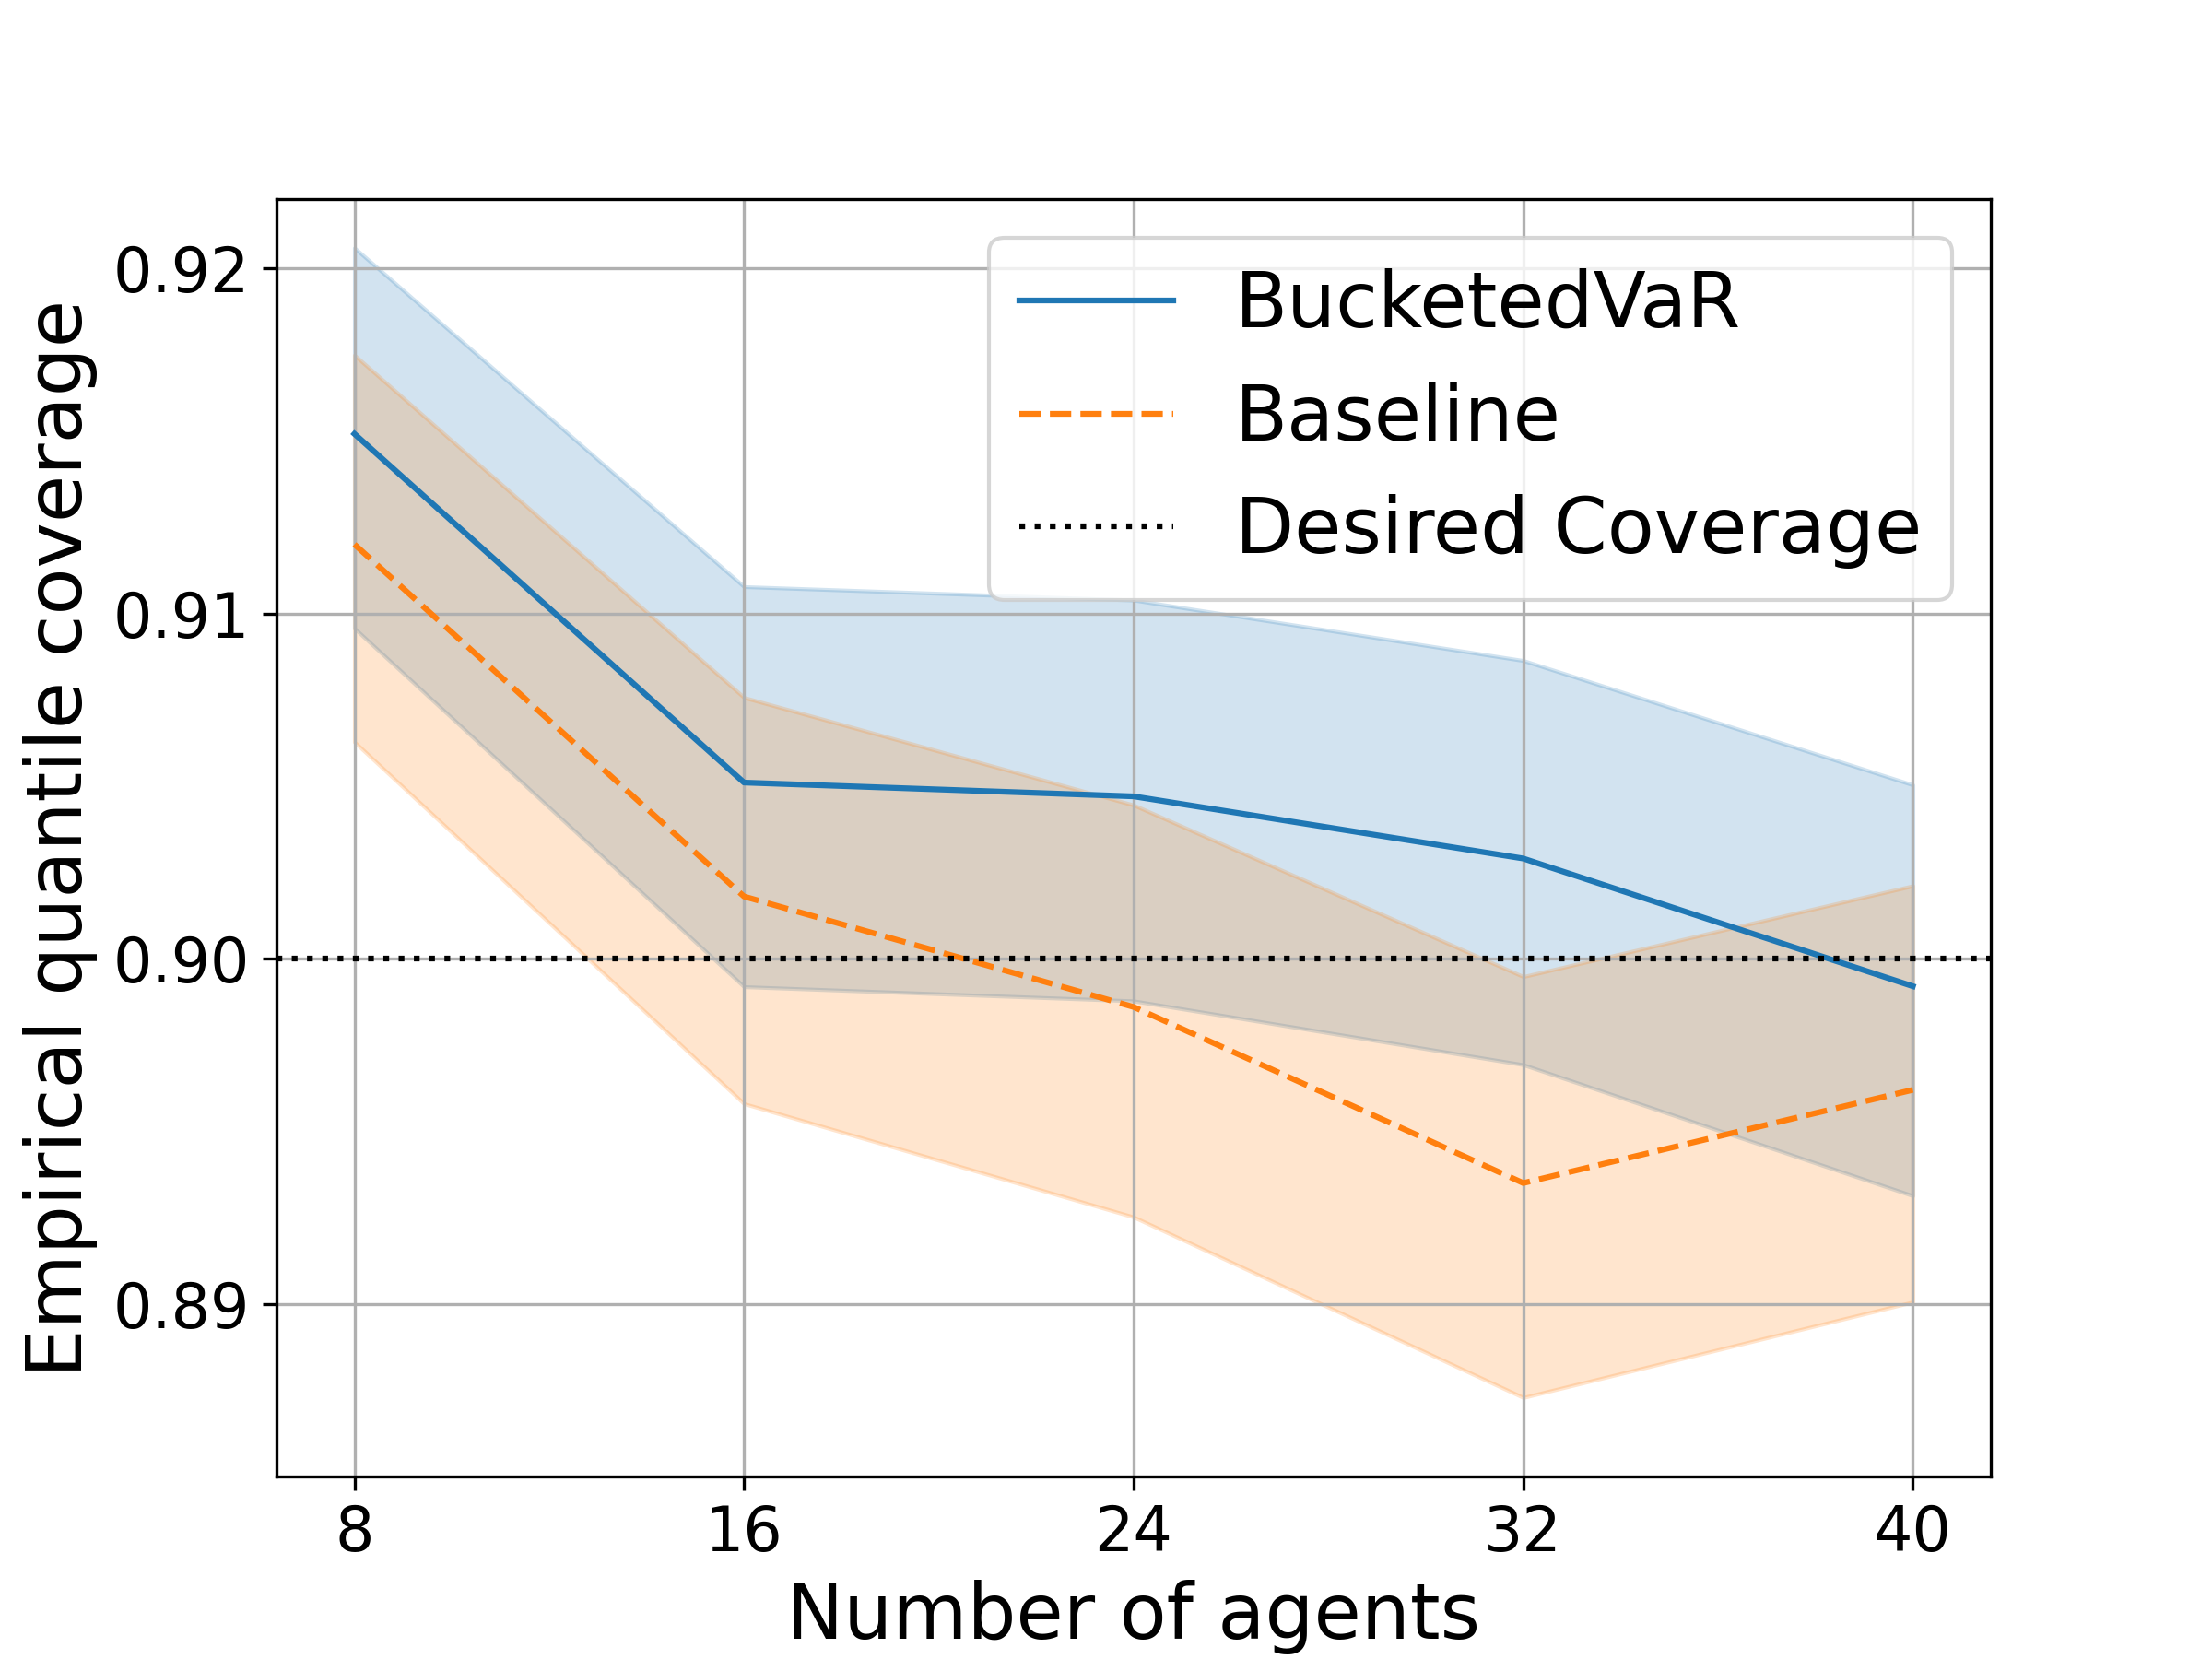 BucketedVaR
Baseline
Desired Coverage
Empirical quantile coverage
0.92
0.91
0.90
0.89
8 16 24 32 40
Number of agents